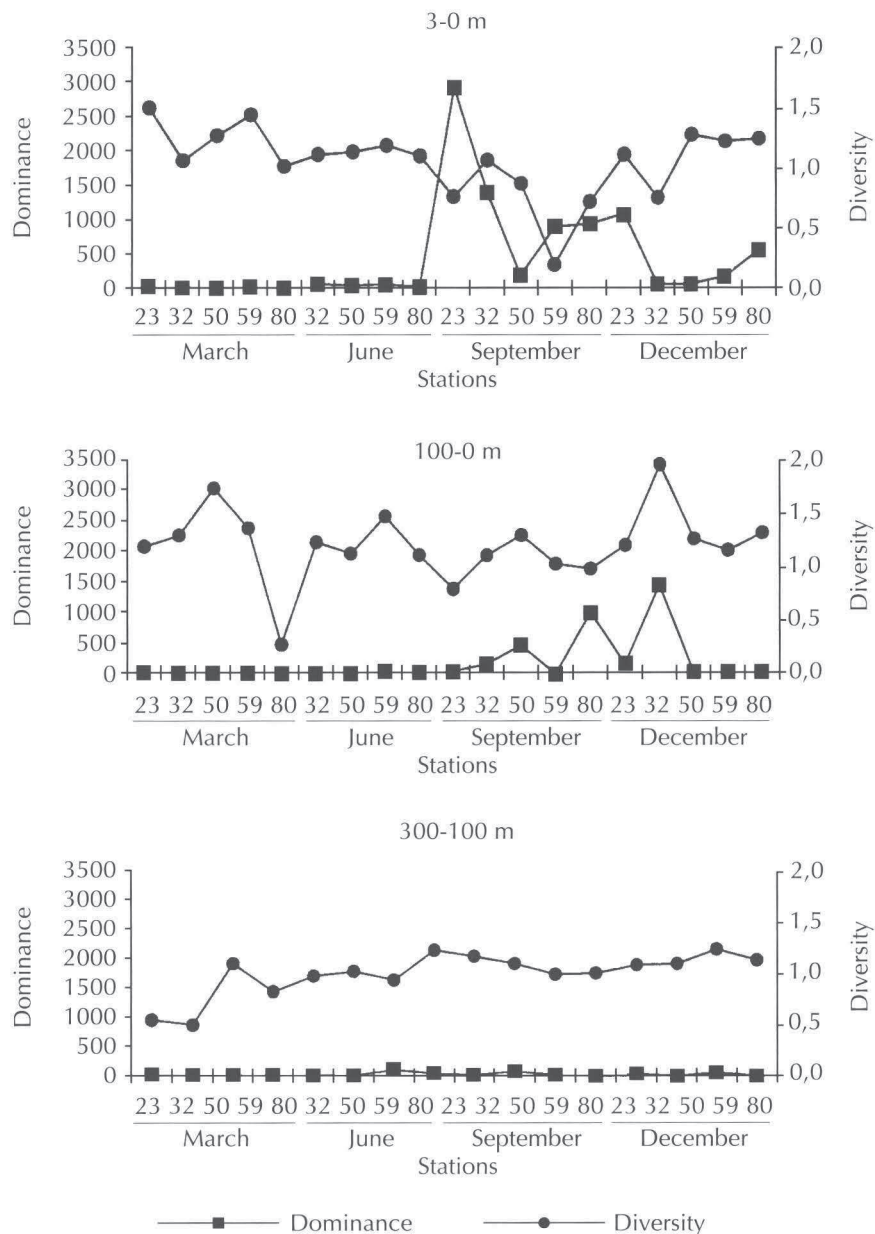 3-0 m
3500
3000
2500
2000
1500
1000
500
0
Dominance
2,0
1,5
1,0
0,5
0,0
Diversity
23 32 50 59 80 32 50 59 80 23 32 50 59 80 23 32 50 59 80
March June September December
Stations
100-0 m
3500
3000
2500
2000
1500
1000
500
0
Dominance
2,0
1,5
1,0
0,5
0,0
Diversity
23 32 50 59 80 32 50 59 80 23 32 50 59 80 23 32 50 59 80
March June September December
Stations
300-100 m
3500
3000
2500
2000
1500
1000
500
0
Dominance
2,0
1,5
1,0
0,5
0,0
Diversity
23 32 50 59 80 32 50 59 80 23 32 50 59 80 23 32 50 59 80
March June September December
Stations
Dominance Diversity